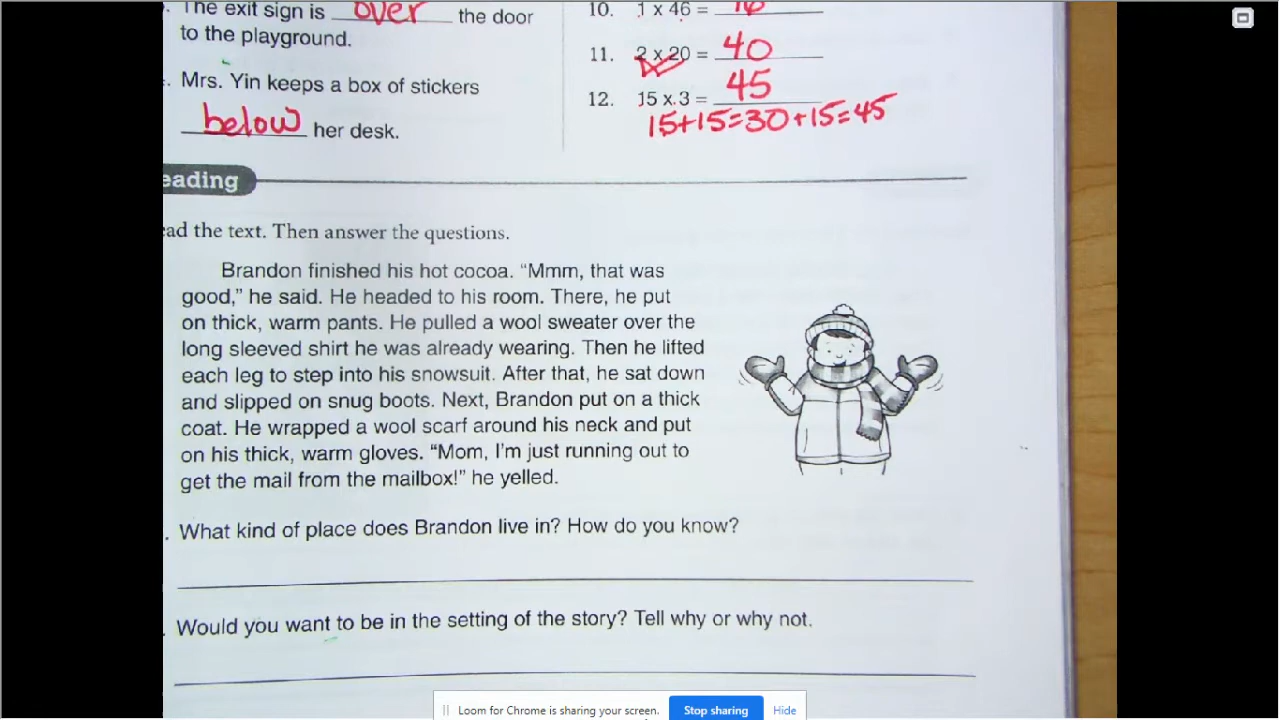 The exit sign is over the door
to the playground.
Mrs. Yin keeps a box of stickers
below her desk.
10. 1 x 46 =
11. 2 x 20 = 40
12. 15 x 3 = 45
15+15=30+15=45
eading
ad the text. Then answer the questions.
Brandon finished his hot cocoa. “Mmm, that was
good,” he said. He headed to his room. There, he put
on thick, warm pants. He pulled a wool sweater over the
long sleeved shirt he was already wearing. Then he lifted
each leg to step into his snowsuit. After that, he sat down
and slipped on snug boots. Next, Brandon put on a thick
coat. He wrapped a wool scarf around his neck and put
on his thick, warm gloves. “Mom, I’m just running out to
get the mail from the mailbox!” he yelled.
. What kind of place does Brandon live in? How do you know?
. Would you want to be in the setting of the story? Tell why or why not.
Loom for Chrome is sharing your screen.
Stop sharing
Hide